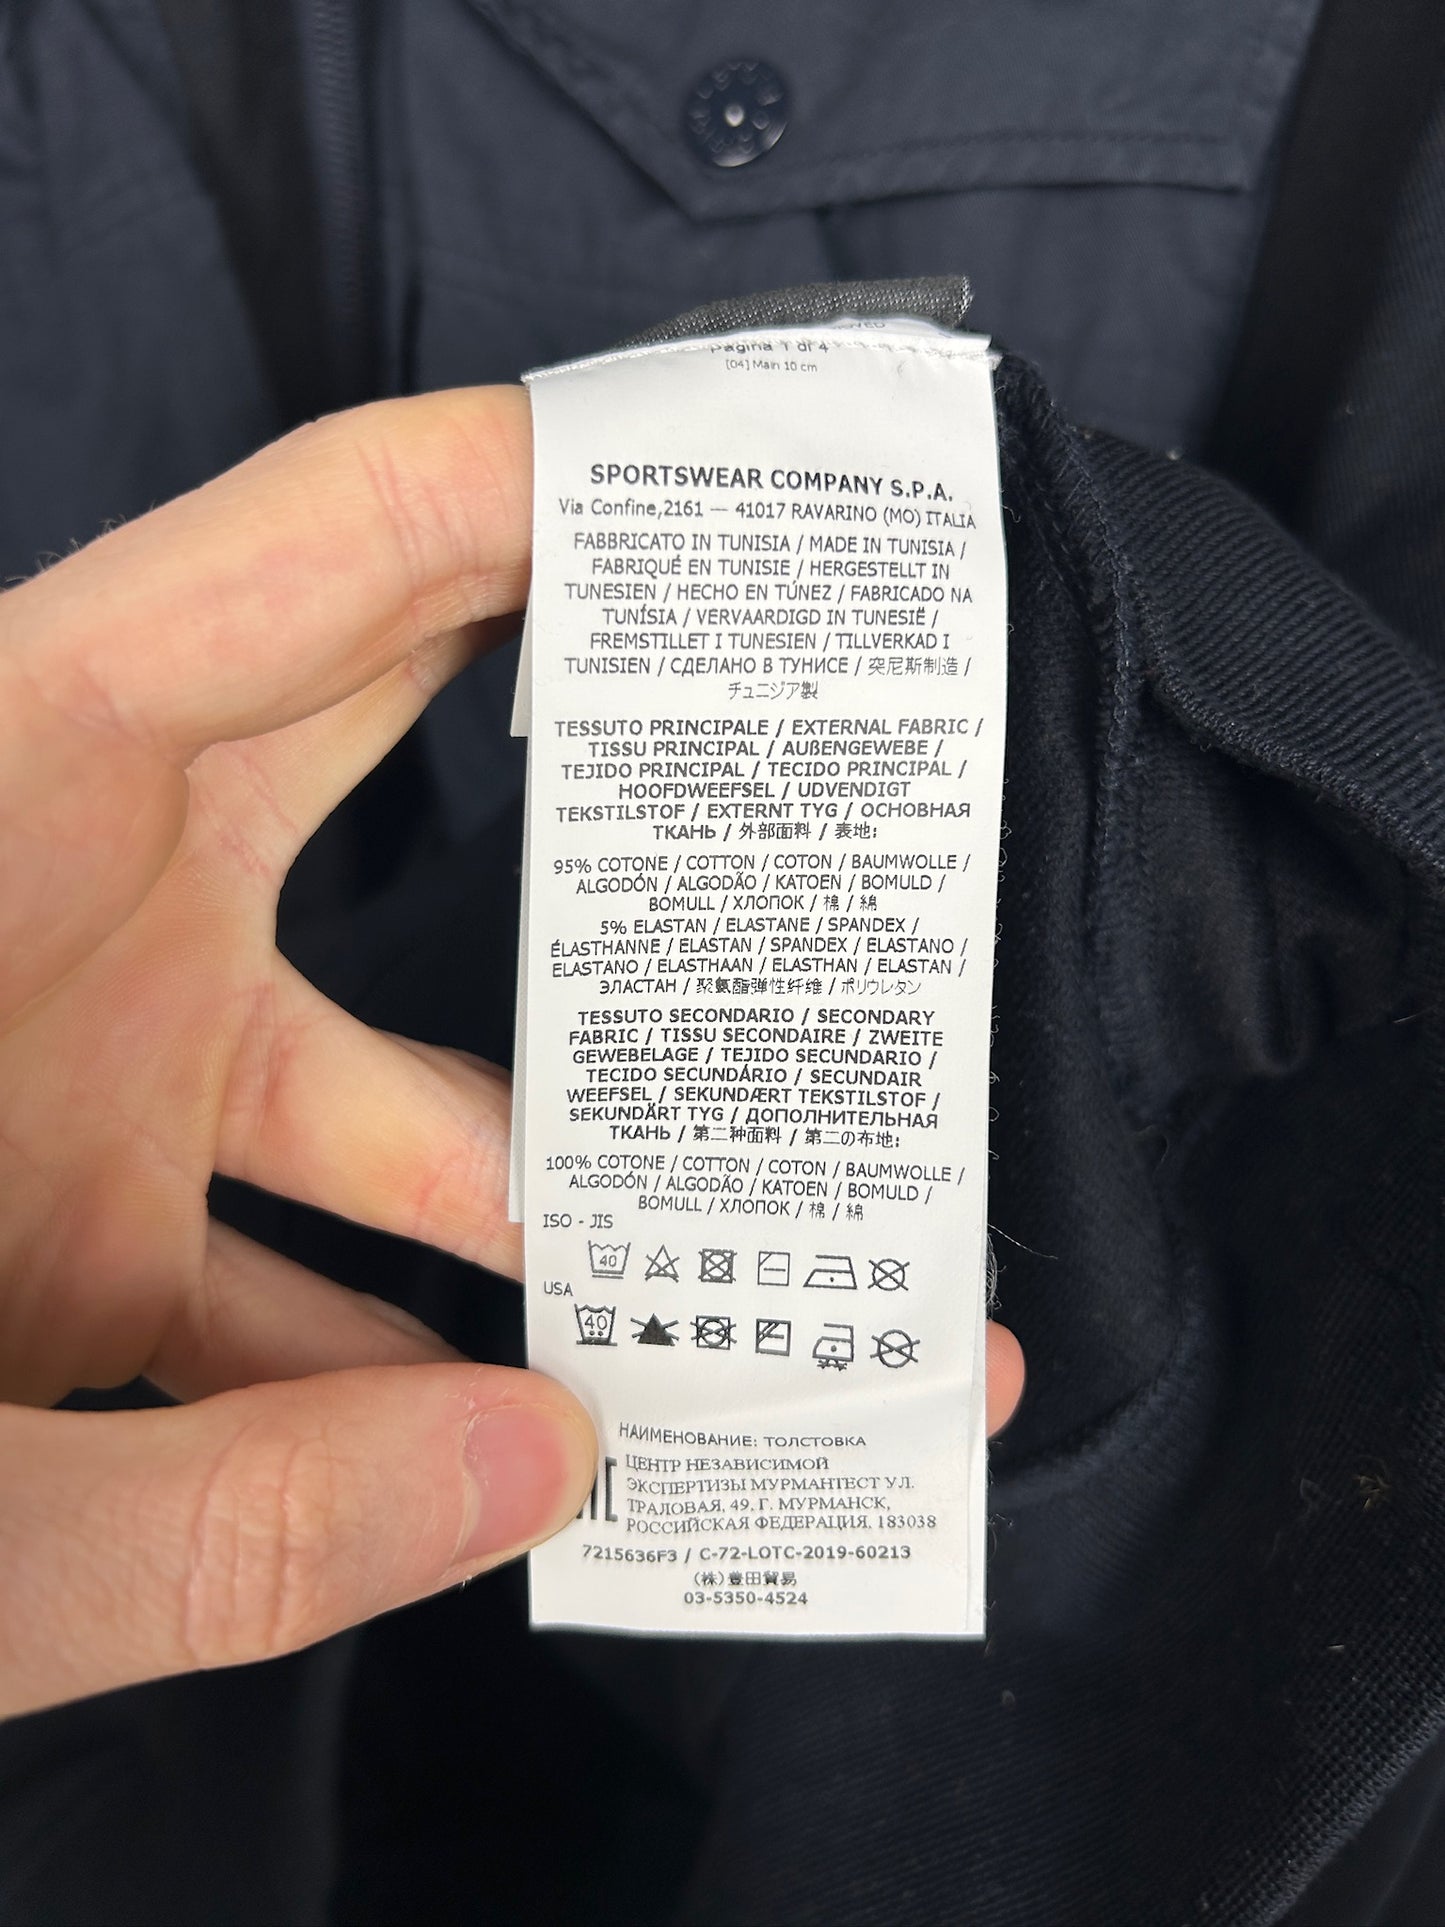 Pagina 1 di 4
[04] Main 10 cm
SPORTSWEAR COMPANY S.P.A.
Via Confine,2161 — 41017 RAVARINO (MO) ITALIA
FABBRICATO IN TUNISIA / MADE IN TUNISIA /
FABRIQUÉ EN TUNISIE / HERGESTELLT IN
TUNESIEN / HECHO EN TÚNEZ / FABRICADO NA
TUNÍSIA / VERVAARDIGD IN TUNESIË /
FREMSTILLET I TUNESIEN / TILLVERKAD I
TUNISIEN / СДЕЛАНО В ТУНИСЕ / 突尼斯制造 /
チュニジア製
TESSUTO PRINCIPALE / EXTERNAL FABRIC /
TISSU PRINCIPAL / AUßENGEWEBE /
TEJIDO PRINCIPAL / TECIDO PRINCIPAL /
HOOFDWEEFSEL / UDVENDIGT
TEKSTILSTOF / EXTERNT TYG / ОСНОВНАЯ
ТКАНЬ / 外部面料 / 表地:
95% COTONE / COTTON / COTON / BAUMWOLLE /
ALGODÓN / ALGODÃO / KATOEN / BOMULD /
BOMULL / ХЛОПОК / 棉 / 綿
5% ELASTAN / ELASTANE / SPANDEX /
ÉLASTHANNE / ELASTAN / SPANDEX / ELASTANO /
ELASTANO / ELASTHAAN / ELASTHAN / ELASTAN /
ЭЛАСТАН / 聚氨酯弹性纤维 / ポリウレタン
TESSUTO SECONDARIO / SECONDARY
FABRIC / TISSU SECONDAIRE / ZWEITE
GEWEBELAGE / TEJIDO SECUNDARIO /
TECIDO SECUNDÁRIO / SECUNDAIR
WEEFSEL / SEKUNDÆRT TEKSTILSTOF /
SEKUNDÄRT TYG / ДОПОЛНИТЕЛЬНАЯ
ТКАНЬ / 第二种面料 / 第二の布地:
100% COTONE / COTTON / COTON / BAUMWOLLE /
ALGODÓN / ALGODÃO / KATOEN / BOMULD /
BOMULL / ХЛОПОК / 棉 / 綿
ISO - JIS
40
USA
40
НАИМЕНОВАНИЕ: ТОЛСТОВКА
ЦЕНТР НЕЗАВИСИМОЙ
ЭКСПЕРТИЗЫ МУРМАНТЕСТ УЛ.
ТРАЛОВАЯ, 49, Г. МУРМАНСК,
РОССИЙСКАЯ ФЕДЕРАЦИЯ, 183038
7215636F3 / C-72-LOTC-2019-60213
(株)豊田貿易
03-5350-4524